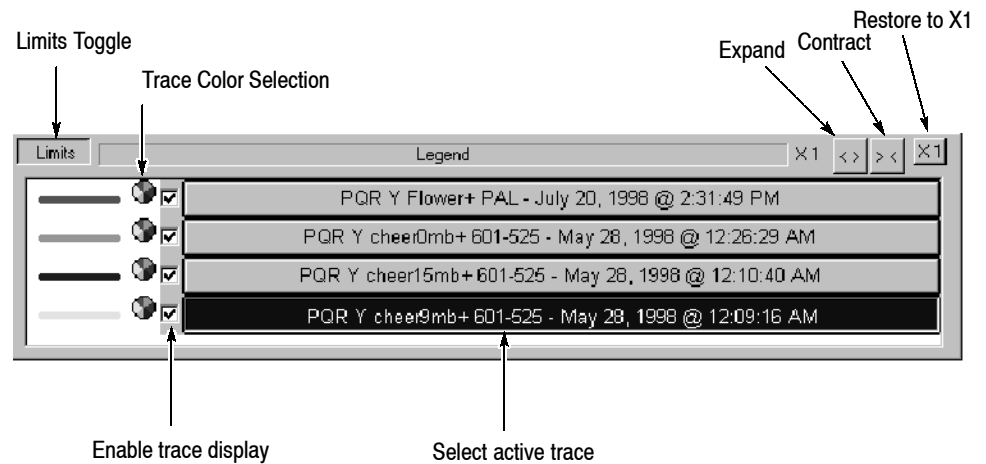 Restore to X1
Limits Toggle
Expand
Contract
Trace Color Selection
Limits
Legend
X1
<>
><
X1
PQR Y Flower+ PAL - July 20, 1998 @ 2:31:49 PM
PQR Y cheer0mb+ 601-525 - May 28, 1998 @ 12:26:29 AM
PQR Y cheer15mb+ 601-525 - May 28, 1998 @ 12:10:40 AM
PQR Y cheer9mb+ 601-525 - May 28, 1998 @ 12:09:16 AM
Enable trace display
Select active trace